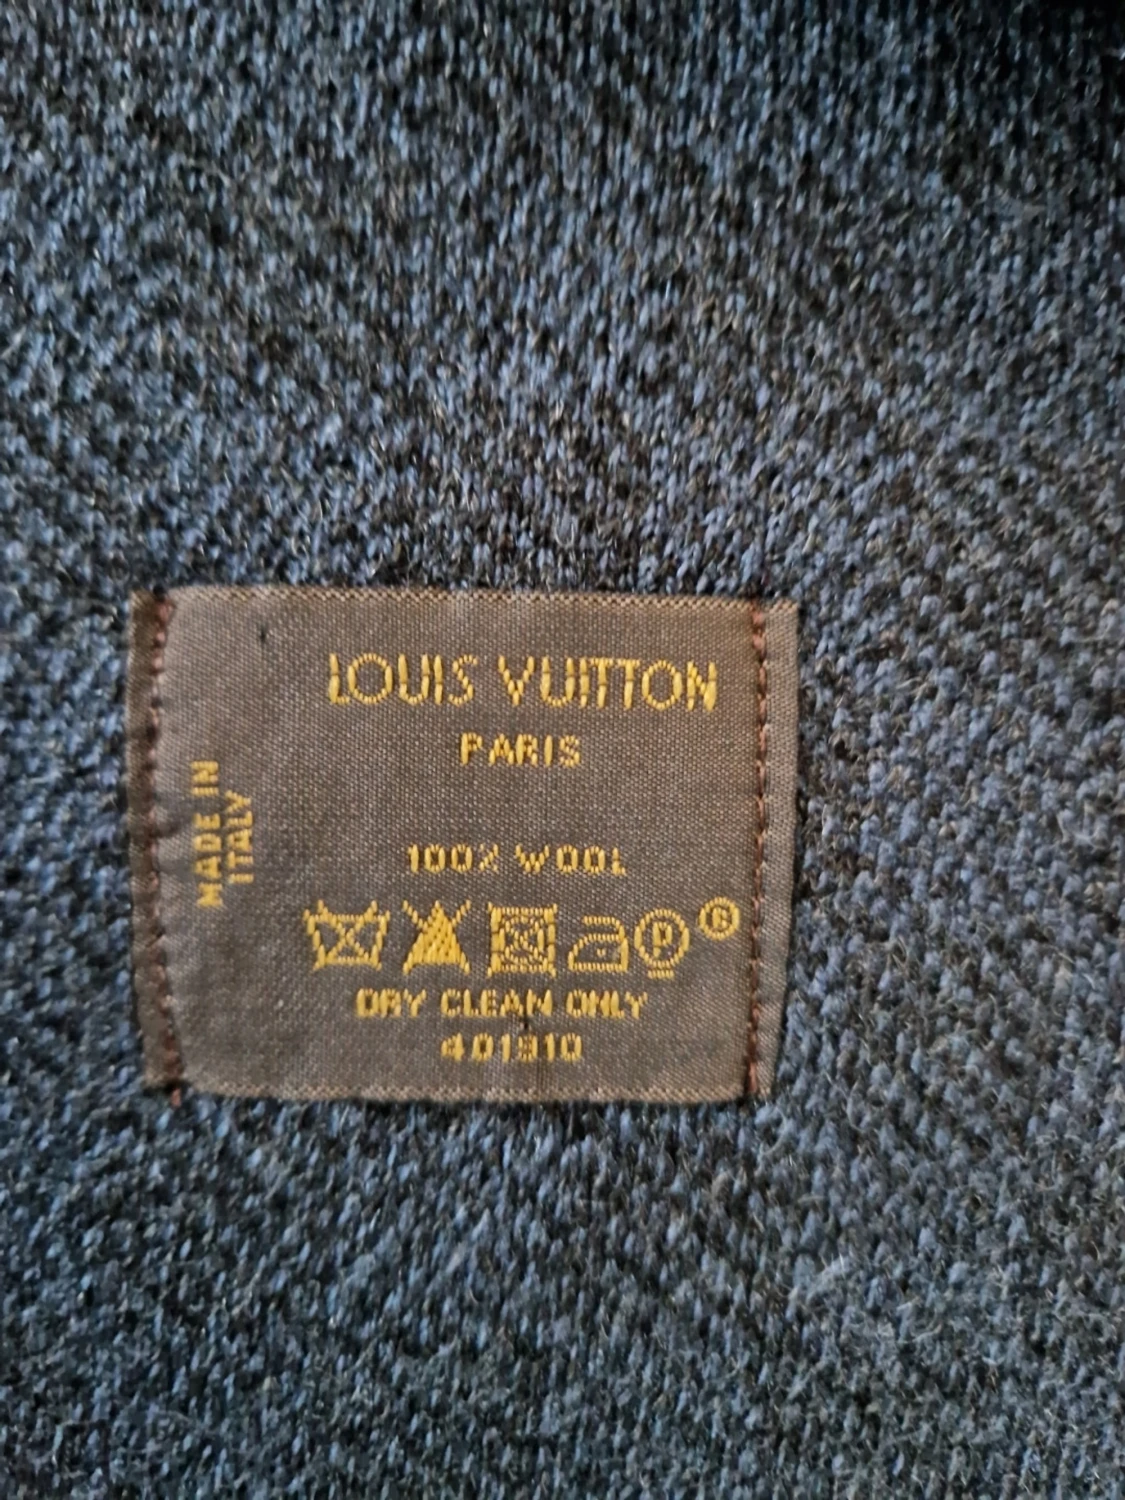 LOUIS VUITTON
PARIS
MADE IN
ITALY
100% WOOL
P ®
DRY CLEAN ONLY
401910